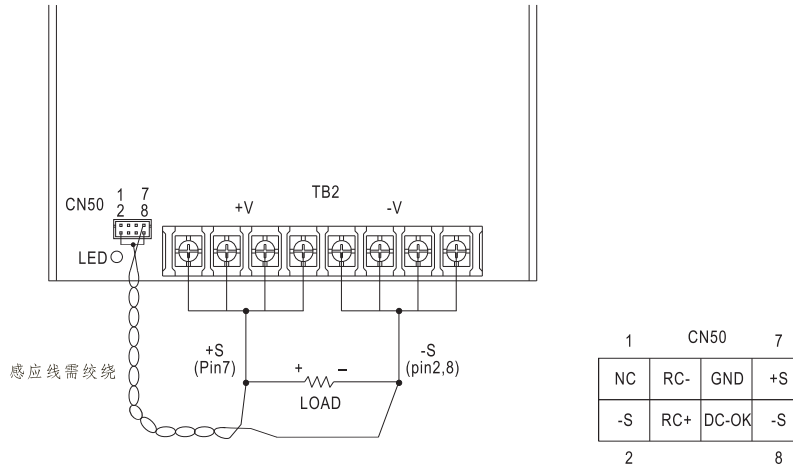 TB2
CN50
1 7
2 8
+V -V
LED
+S
(Pin7)
-S
(pin2,8)
感应线需绞绕
+ −
LOAD
1 CN50 7
NC RC- GND +S
-S RC+ DC-OK -S
2 8